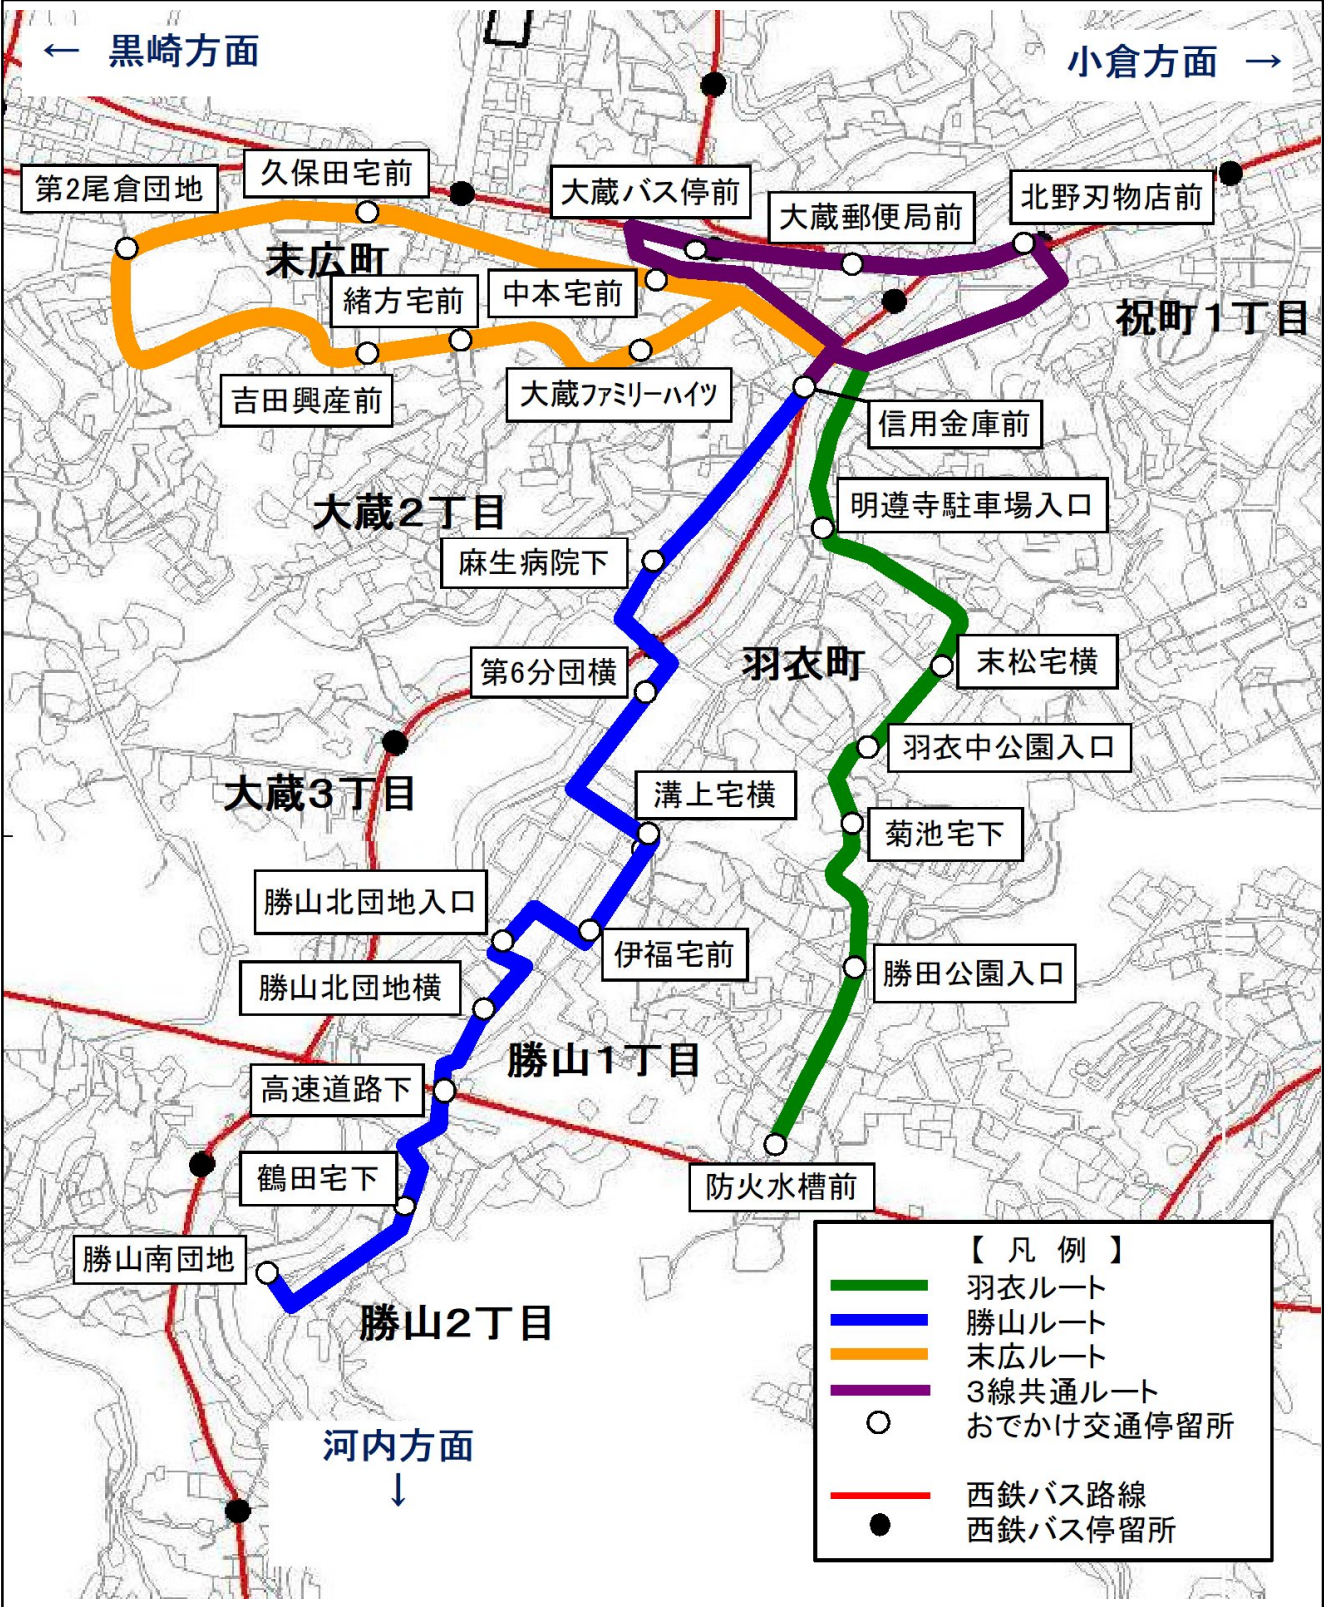 ← 黒崎方面
小倉方面 →
第2尾倉団地
久保田宅前
大蔵バス停前
大蔵郵便局前
北野刃物店前
末広町
緒方宅前
中本宅前
祝町1丁目
吉田興産前
大蔵ファミリーハイツ
信用金庫前
大蔵2丁目
明遵寺駐車場入口
麻生病院下
第6分団横
羽衣町
末松宅横
羽衣中公園入口
大蔵3丁目
溝上宅横
菊池宅下
勝山北団地入口
伊福宅前
勝田公園入口
勝山北団地横
勝山1丁目
高速道路下
鶴田宅下
防火水槽前
勝山南団地
勝山2丁目
河内方面
↓
【 凡 例 】
羽衣ルート
勝山ルート
末広ルート
3線共通ルート
おでかけ交通停留所
西鉄バス路線
西鉄バス停留所